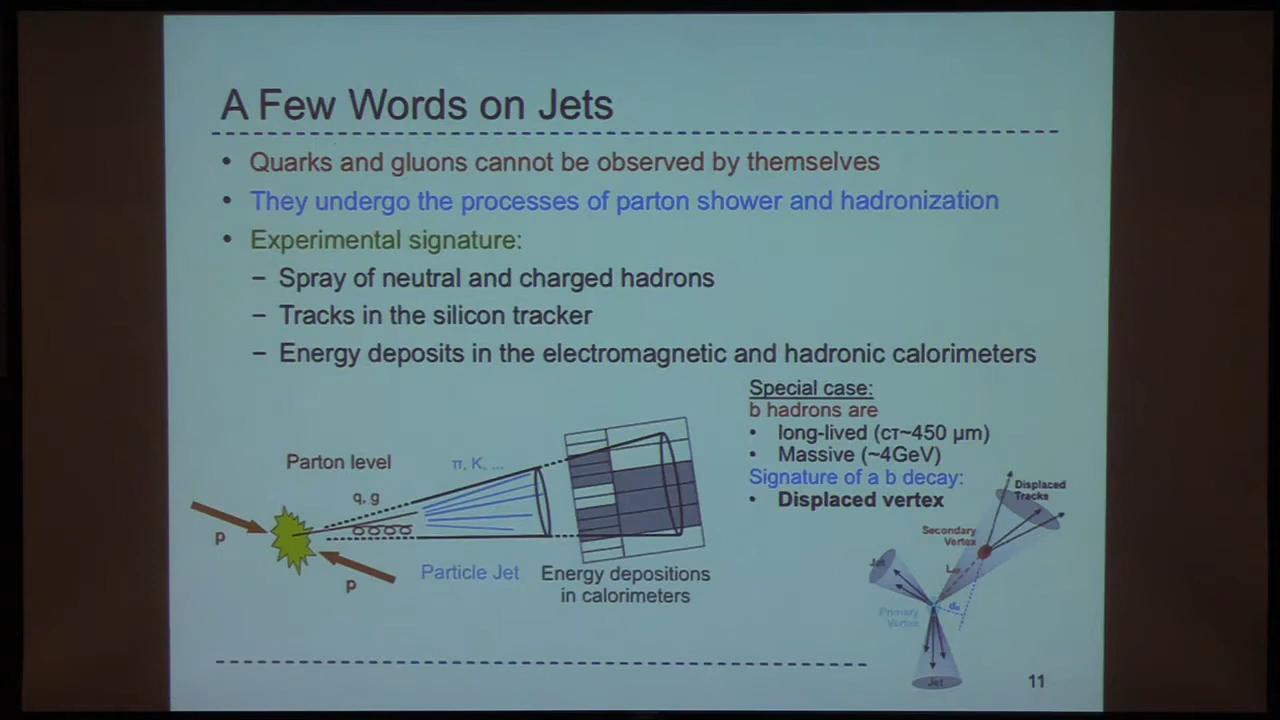 A Few Words on Jets
• Quarks and gluons cannot be observed by themselves
• They undergo the processes of parton shower and hadronization
• Experimental signature:
– Spray of neutral and charged hadrons
– Tracks in the silicon tracker
– Energy deposits in the electromagnetic and hadronic calorimeters
Special case:
b hadrons are
• long-lived (cτ~450 μm)
• Massive (~4GeV)
Signature of a b decay:
• Displaced vertex
Parton level
π, K, ...
q, g
p
p
Particle Jet
Energy depositions
in calorimeters
Displaced
Tracks
Secondary
Vertex
Jet
Lxy
Primary
Vertex
d₀
Jet
11